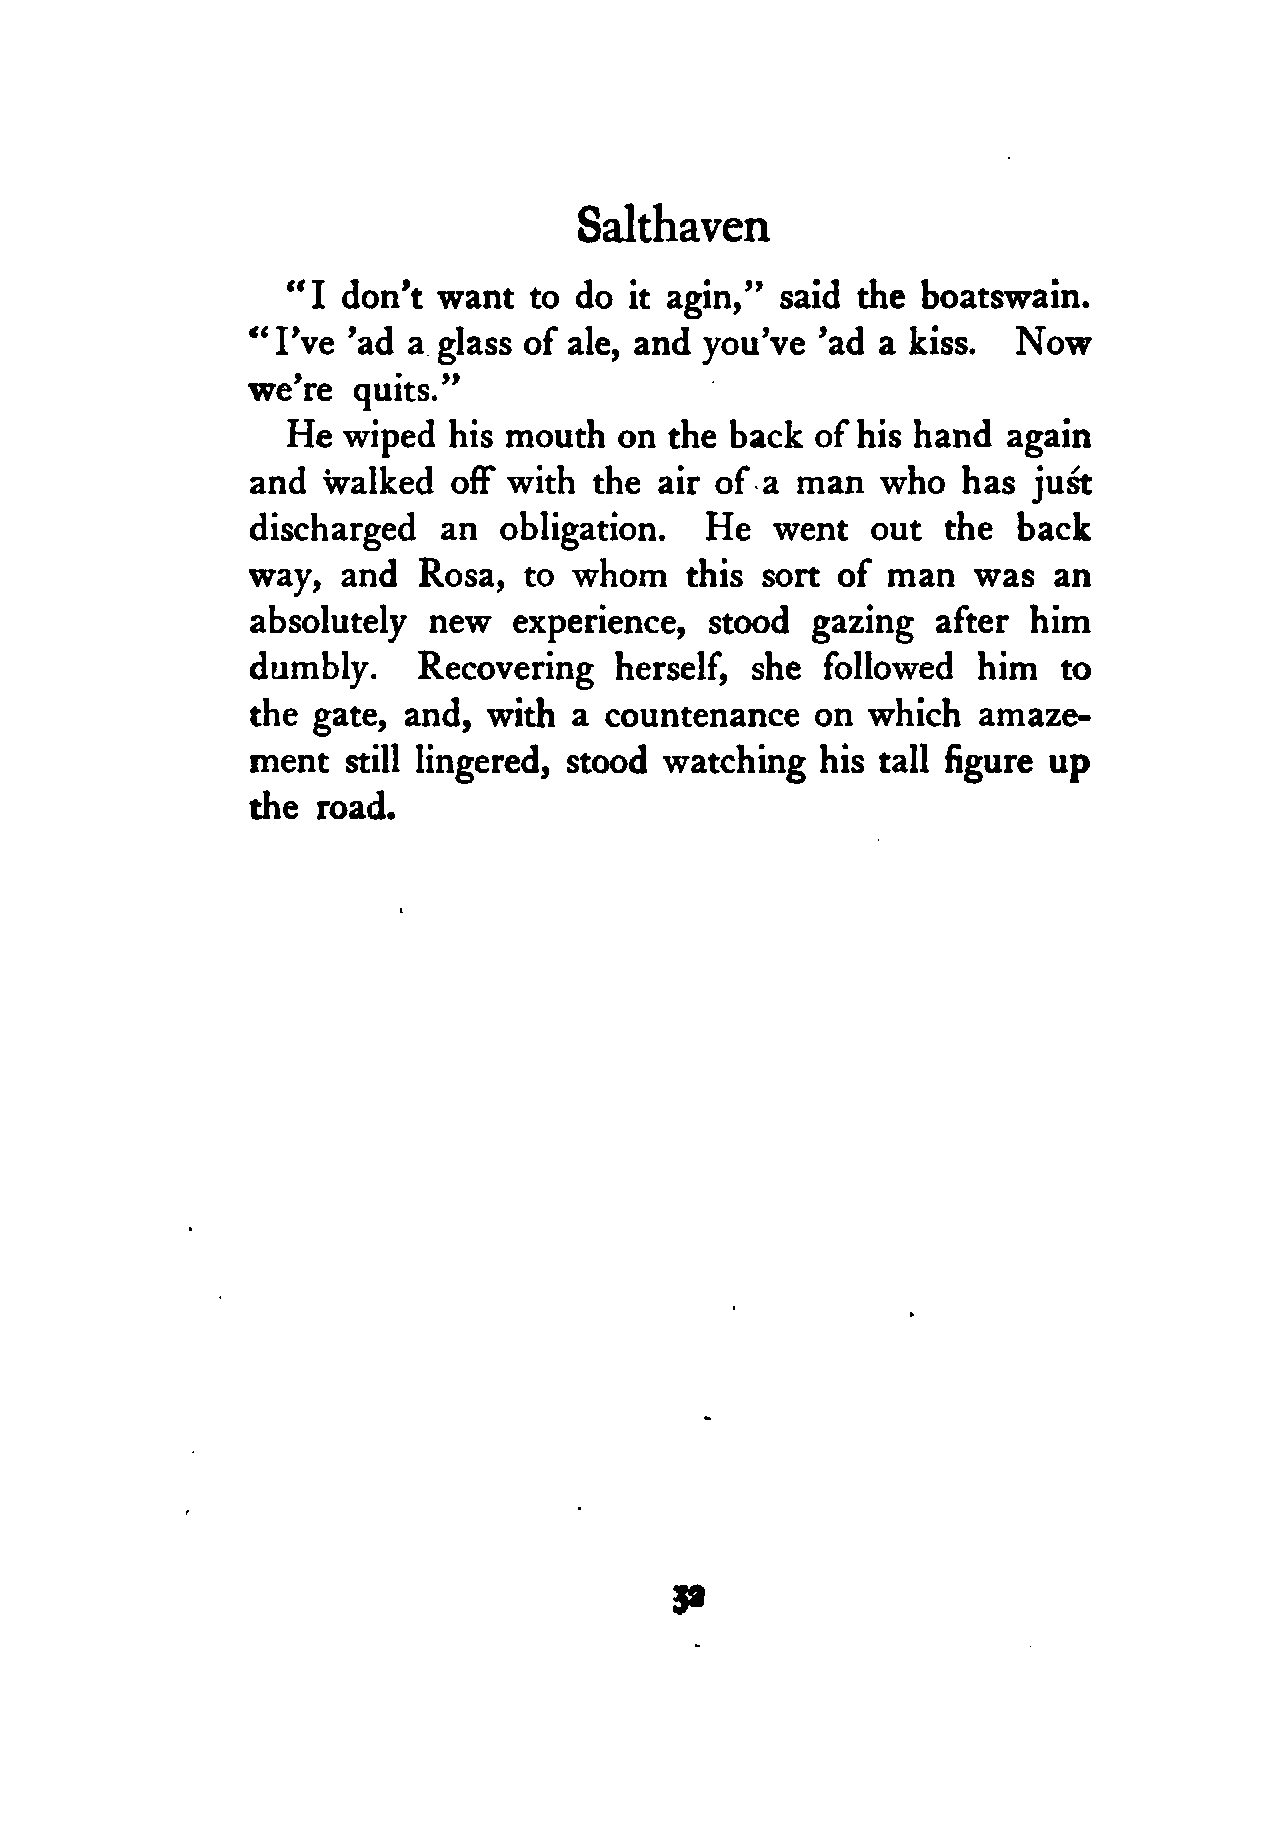 Salthaven
"I don't want to do it agin," said the boatswain.
"I've 'ad a glass of ale, and you've 'ad a kiss. Now
we're quits."
He wiped his mouth on the back of his hand again
and walked off with the air of a man who has just
discharged an obligation. He went out the back
way, and Rosa, to whom this sort of man was an
absolutely new experience, stood gazing after him
dumbly. Recovering herself, she followed him to
the gate, and, with a countenance on which amaze-
ment still lingered, stood watching his tall figure up
the road.
32